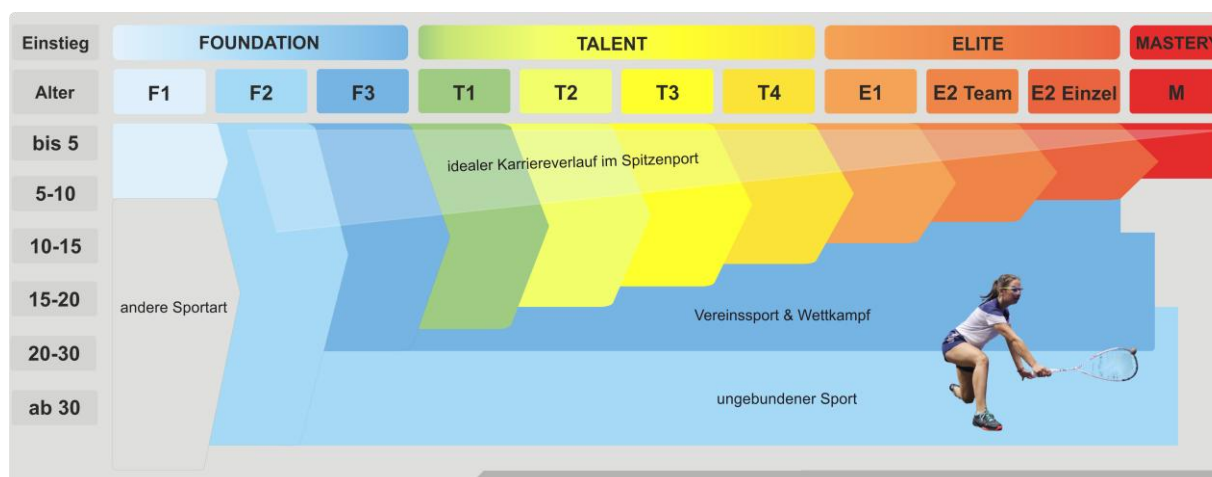 Einstieg FOUNDATION TALENT ELITE MASTERY
Alter F1 F2 F3 T1 T2 T3 T4 E1 E2 Team E2 Einzel M
bis 5
idealer Karriereverlauf im Spitzenport
5-10
10-15
15-20
andere Sportart
Vereinssport & Wettkampf
20-30
ungebundener Sport
ab 30